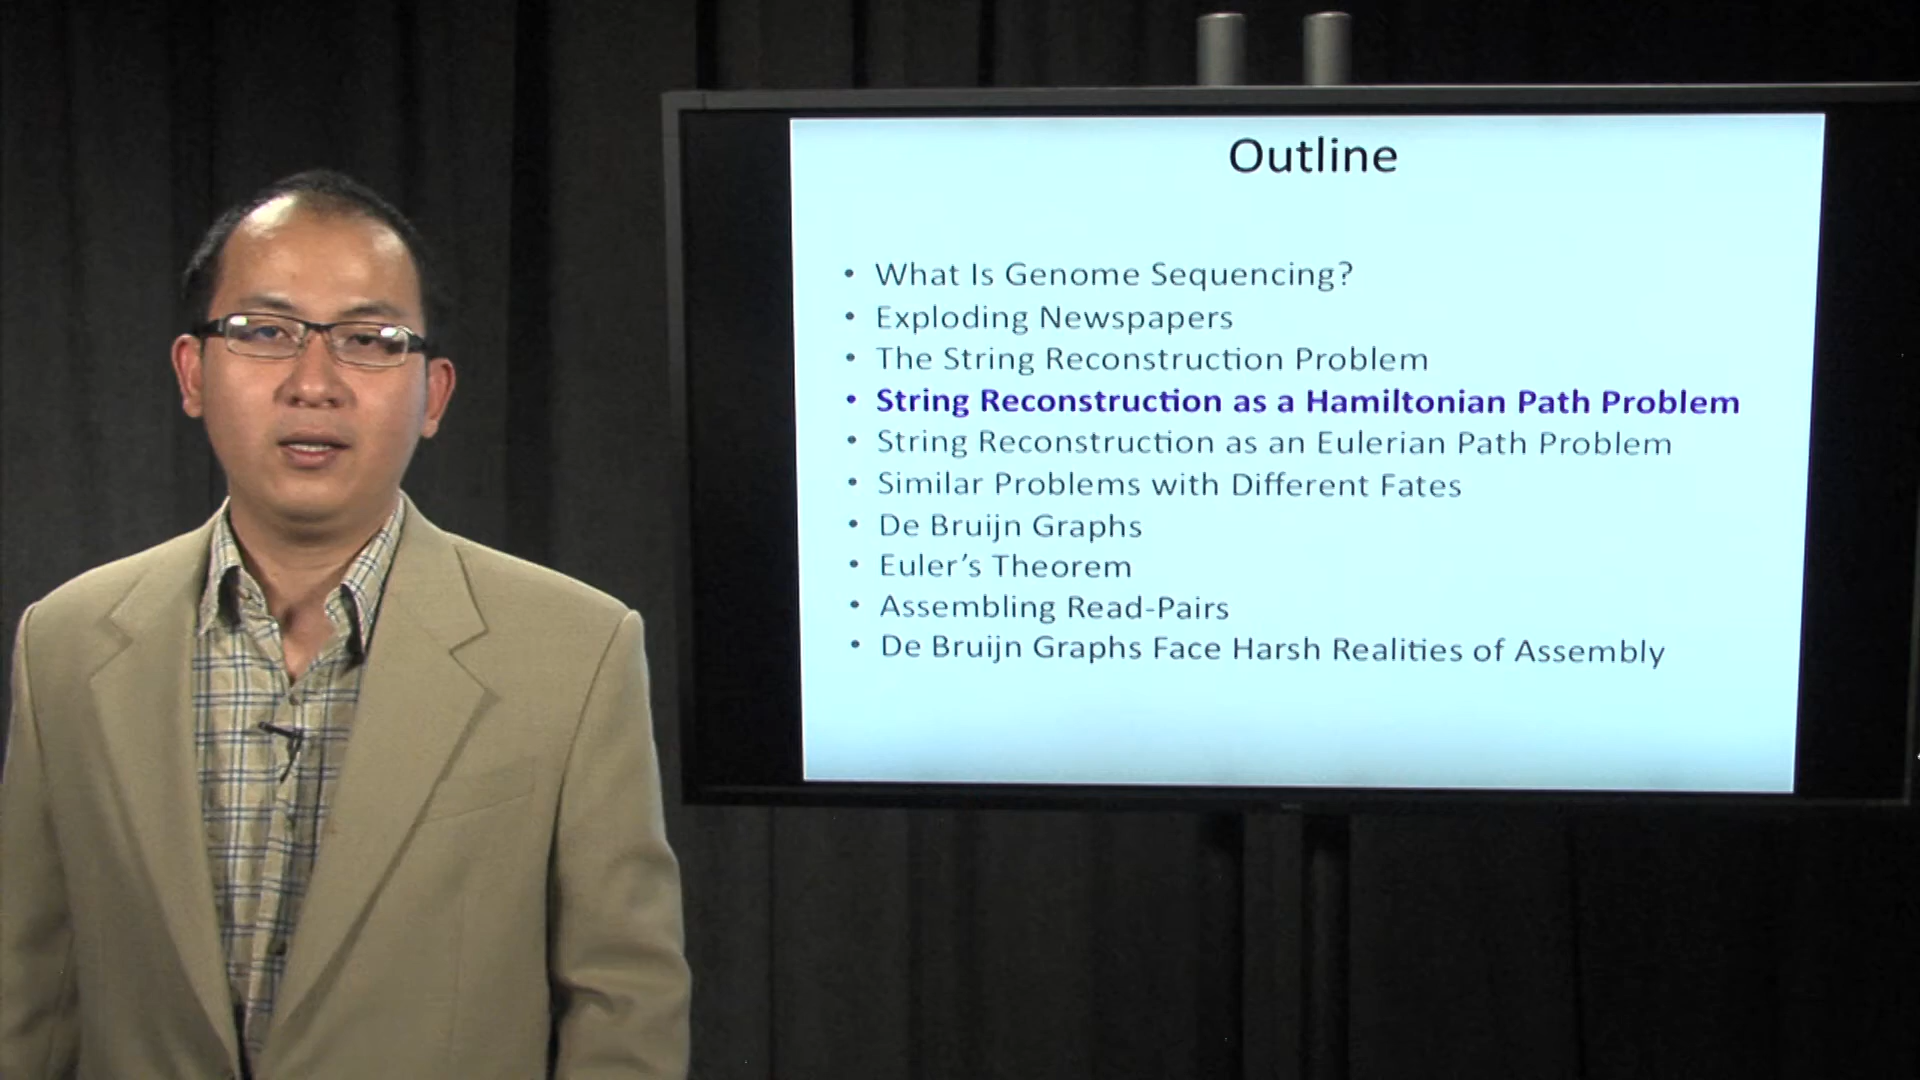 Outline
• What Is Genome Sequencing?
• Exploding Newspapers
• The String Reconstruction Problem
• String Reconstruction as a Hamiltonian Path Problem
• String Reconstruction as an Eulerian Path Problem
• Similar Problems with Different Fates
• De Bruijn Graphs
• Euler’s Theorem
• Assembling Read-Pairs
• De Bruijn Graphs Face Harsh Realities of Assembly